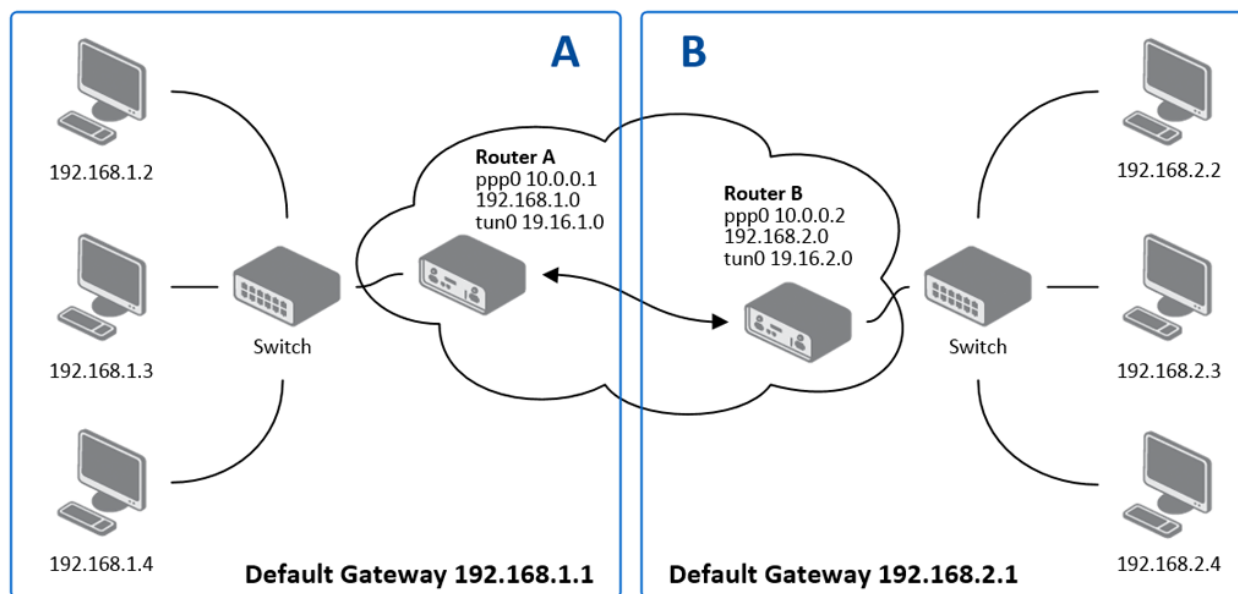 A
192.168.1.2
192.168.1.3
192.168.1.4
Switch
Router A
ppp0 10.0.0.1
192.168.1.0
tun0 19.16.1.0
Default Gateway 192.168.1.1
B
Router B
ppp0 10.0.0.2
192.168.2.0
tun0 19.16.2.0
Switch
192.168.2.2
192.168.2.3
192.168.2.4
Default Gateway 192.168.2.1